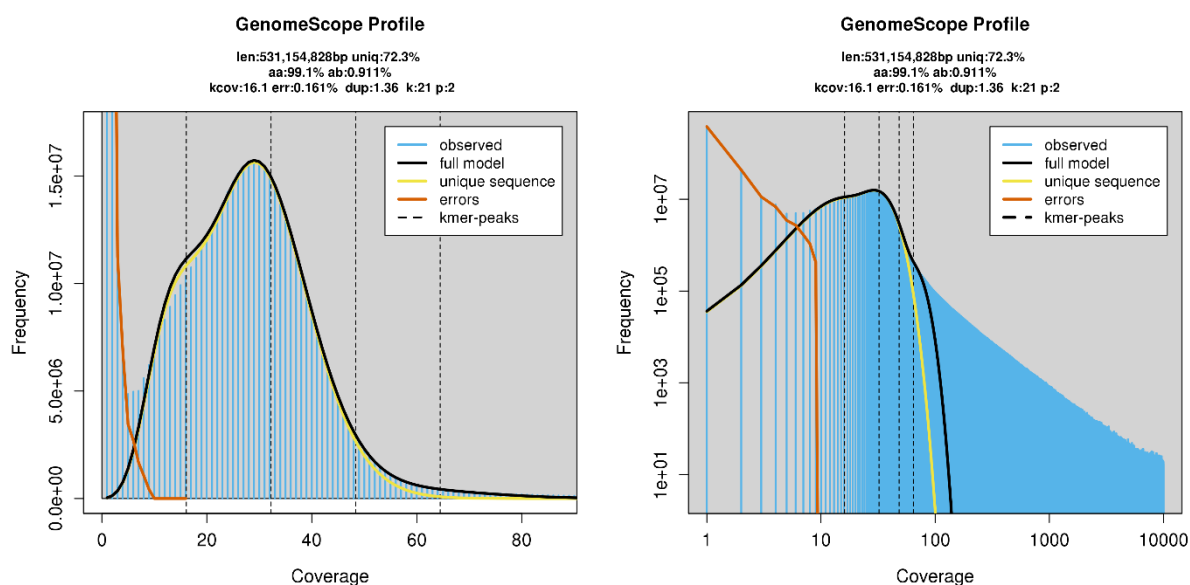 GenomeScope Profile
len:531,154,828bp uniq:72.3%
aa:99.1% ab:0.911%
kcov:16.1 err:0.161% dup:1.36 k:21 p:2
observed
full model
unique sequence
errors
kmer-peaks
Frequency
0.0e+00
5.0e+06
1.0e+07
1.5e+07
0
20
40
60
80
Coverage
GenomeScope Profile
len:531,154,828bp uniq:72.3%
aa:99.1% ab:0.911%
kcov:16.1 err:0.161% dup:1.36 k:21 p:2
observed
full model
unique sequence
errors
kmer-peaks
Frequency
1e+01
1e+03
1e+05
1e+07
1
10
100
1000
10000
Coverage